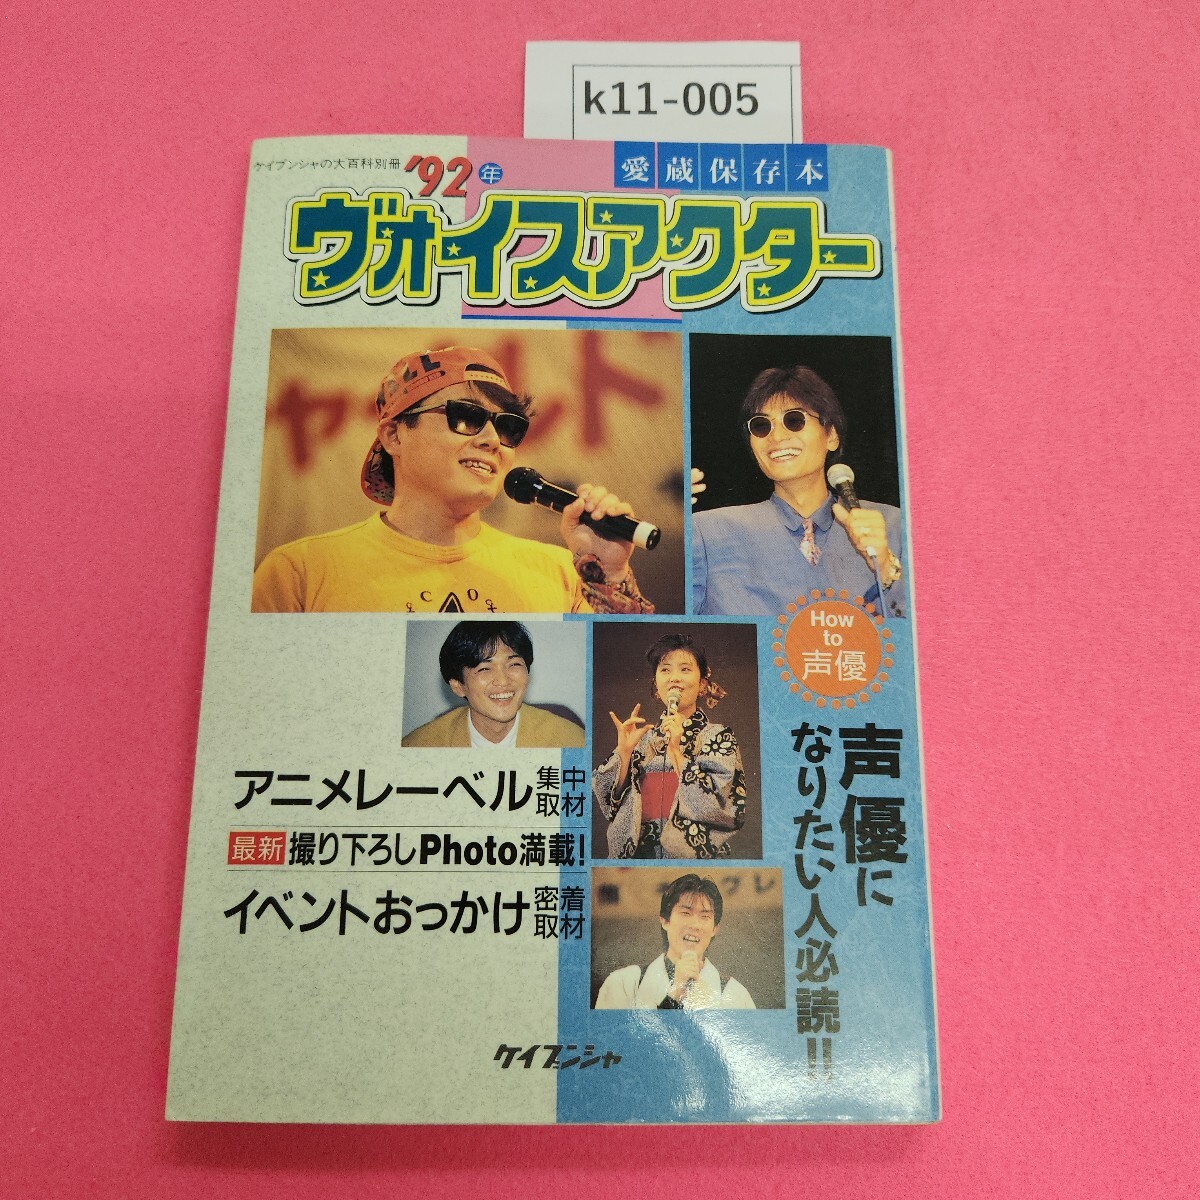 k11-005
ケイブンシャの大百科別冊
'92年
愛蔵保存本
ヴォイスアクター
ヤ
ルド
COL
How
to
声優
声優に
なりたい人必読!!
アニメレーベル集中取材
最新 撮り下ろしPhoto満載!
イベントおっかけ密着取材
ケイブンシャ